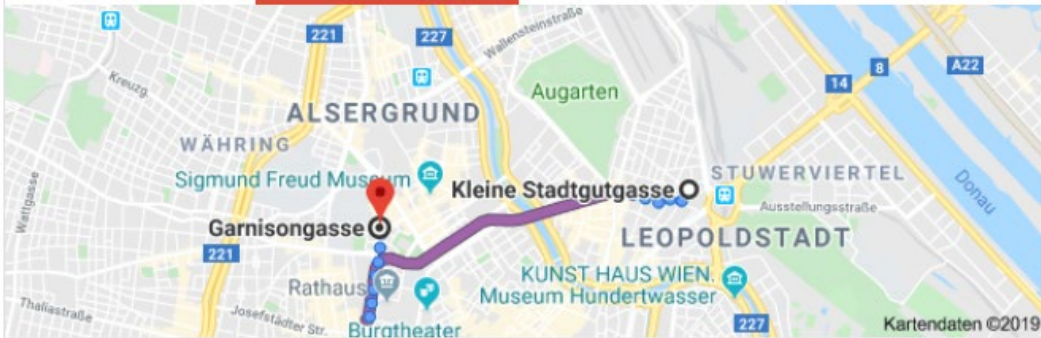 221
227
Wallensteinstraße
Kreuzg.
Augarten
14
8
A22
ALSERGRUND
WÄHRING
Sigmund Freud Museum
Kleine Stadtgutgasse
STUWERVIERTEL
Wattgasse
Garnisongasse
Ausstellungsstraße
Donau
221
LEOPOLDSTADT
Rathaus
KUNST HAUS WIEN.
Museum Hundertwasser
Thaliastraße
Josefstädter Str.
Burgtheater
227
Kartendaten ©2019